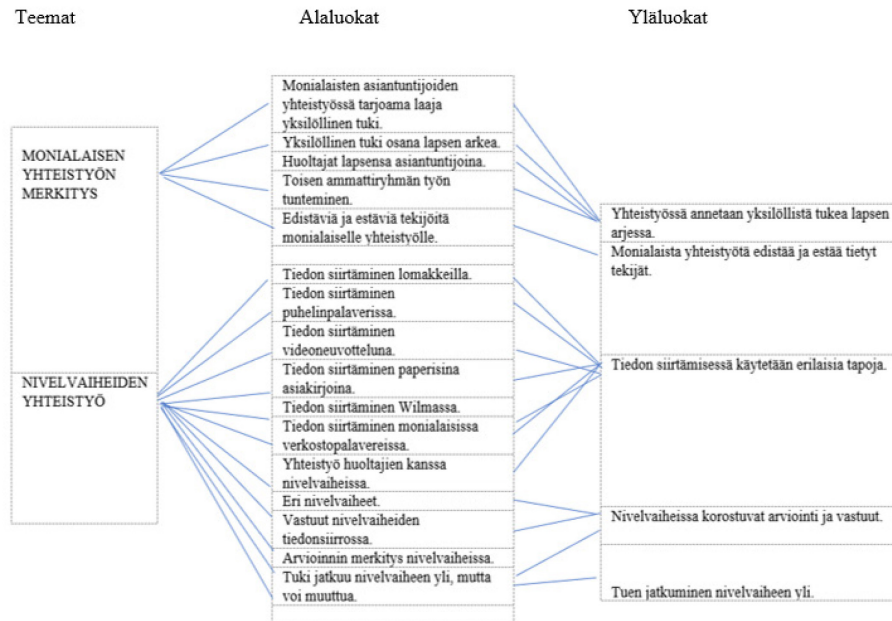 Teemat
Alaluokat
Yläluokat
MONIALAISEN
YHTEISTYÖN
MERKITYS
NIVELVAIHEIDEN
YHTEISTYÖ
Monialaisten asiantuntijoiden
yhteistyössä tarjoama laaja
yksilöllinen tuki.
Yksilöllinen tuki osana lapsen arkea.
Huoltajat lapsensa asiantuntijoina.
Toisen ammattiryhmän työn
tunteminen.
Edistäviä ja estäviä tekijöitä
monialaiselle yhteistyölle.
Tiedon siirtäminen lomakkeilla.
Tiedon siirtäminen
puhelinpalaverissa.
Tiedon siirtäminen
videoneuvotteluna.
Tiedon siirtäminen paperisina
asiakirjoina.
Tiedon siirtäminen Wilmassa.
Tiedon siirtäminen monialaisissa
verkostopalavereissa.
Yhteistyö huoltajien kanssa
nivelvaiheissa.
Eri nivelvaiheet.
Vastuut nivelvaiheiden
tiedonsiirrossa.
Arvioinnin merkitys nivelvaiheissa.
Tuki jatkuu nivelvaiheen yli, mutta
voi muuttua.
Yhteistyössä annetaan yksilöllistä tukea lapsen
arjessa.
Monialaista yhteistyötä edistää ja estää tietyt
tekijät.
Tiedon siirtämisessä käytetään erilaisia tapoja.
Nivelvaiheissa korostuvat arviointi ja vastuut.
Tuen jatkuminen nivelvaiheen yli.